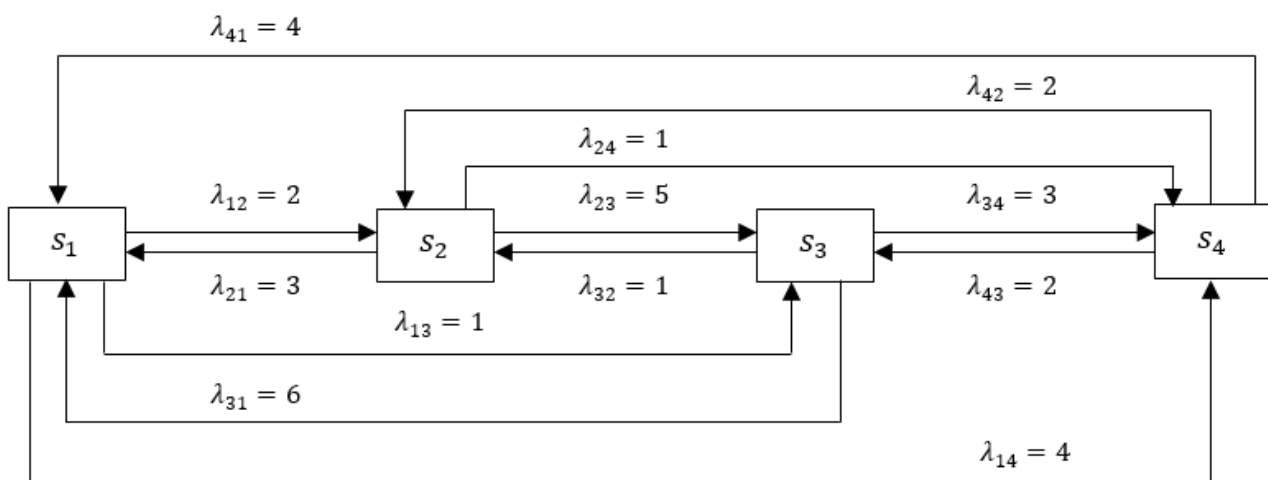 λ₄₁ = 4
λ₄₂ = 2
λ₂₄ = 1
λ₁₂ = 2
λ₂₃ = 5
λ₃₄ = 3
s₁
s₂
s₃
s₄
λ₂₁ = 3
λ₃₂ = 1
λ₄₃ = 2
λ₁₃ = 1
λ₃₁ = 6
λ₁₄ = 4